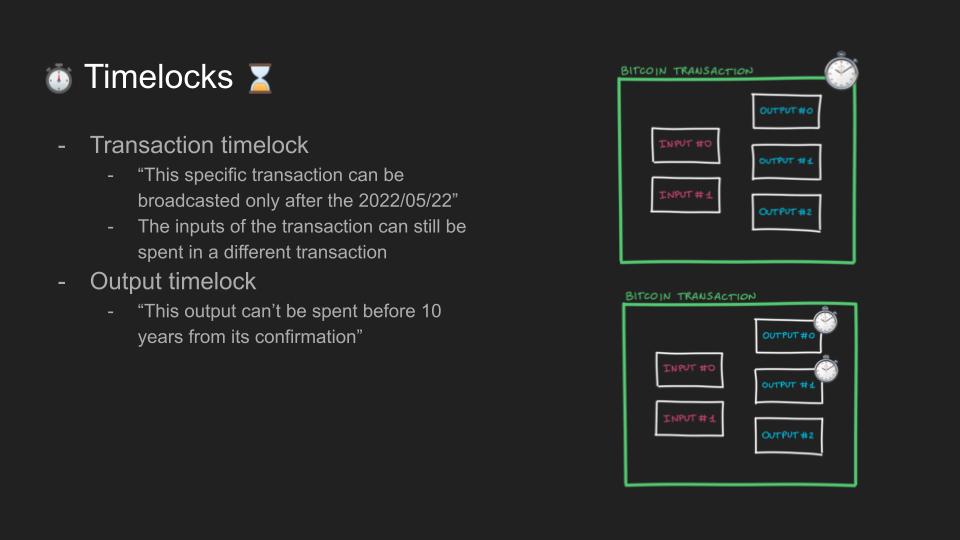 ⏱ Timelocks ⏳
- Transaction timelock
- “This specific transaction can be
broadcasted only after the 2022/05/22”
- The inputs of the transaction can still be
spent in a different transaction
- Output timelock
- “This output can’t be spent before 10
years from its confirmation”
BITCOIN TRANSACTION
INPUT #0
INPUT #1
OUTPUT #0
OUTPUT #1
OUTPUT #2
BITCOIN TRANSACTION
INPUT #0
INPUT #1
OUTPUT #0
OUTPUT #1
OUTPUT #2